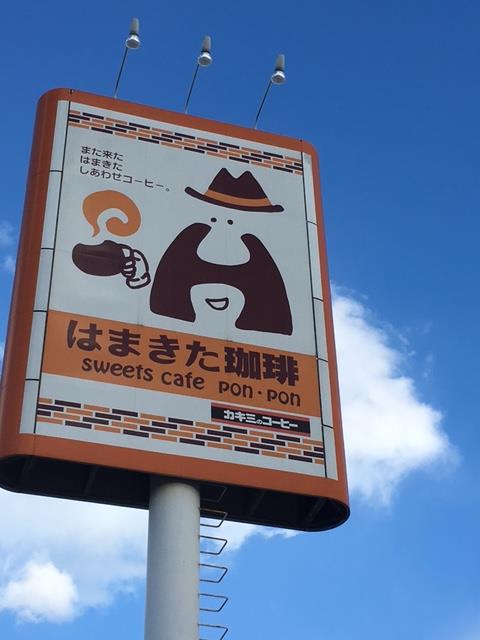 また来た
はまきた
しあわせコーヒー。
はまきた珈琲
sweets cafe pon・pon
カキミのコーヒー